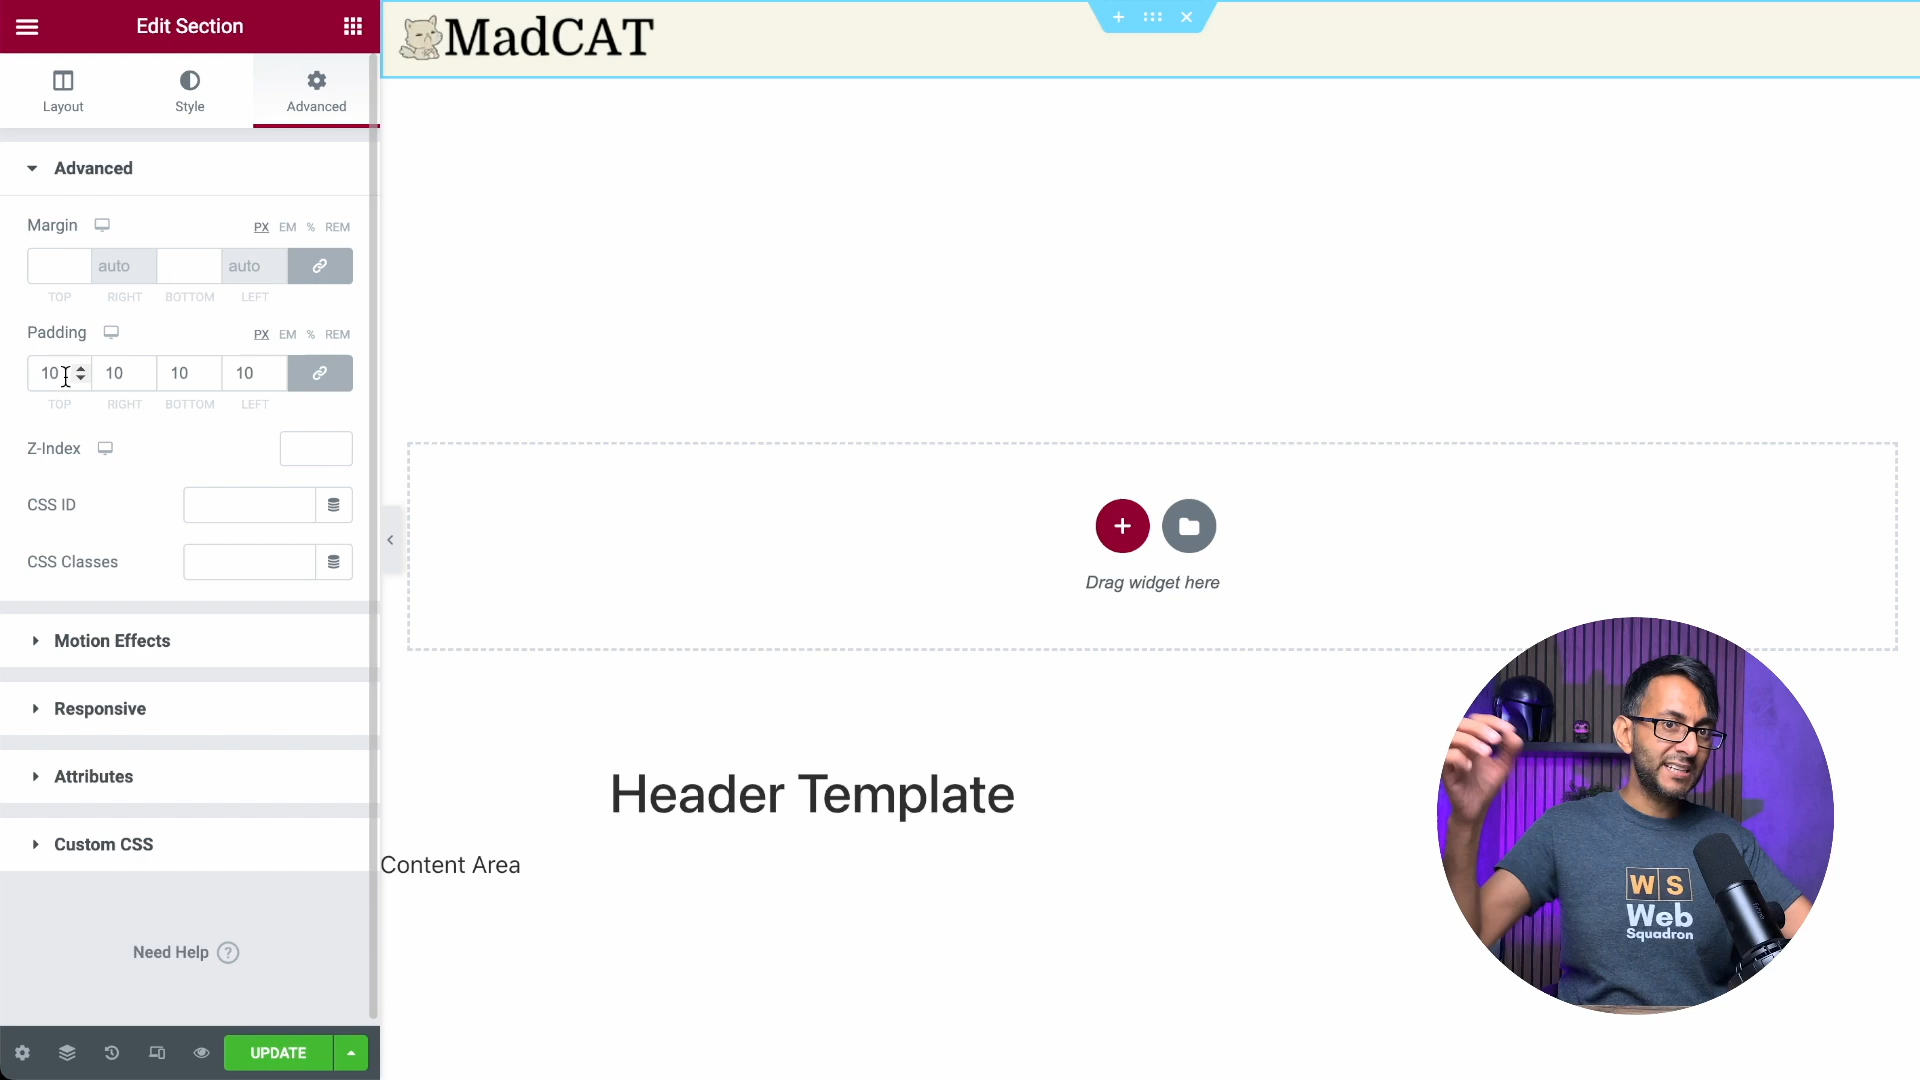 Edit Section
Layout
Style
Advanced
Advanced
Margin
PX EM % REM
auto
auto
TOP RIGHT BOTTOM LEFT
Padding
PX EM % REM
10 10 10 10
TOP RIGHT BOTTOM LEFT
Z-Index
CSS ID
CSS Classes
Motion Effects
Responsive
Attributes
Custom CSS
Need Help ?
UPDATE
MadCAT
Drag widget here
Header Template
Content Area
W S
Web
Squadron